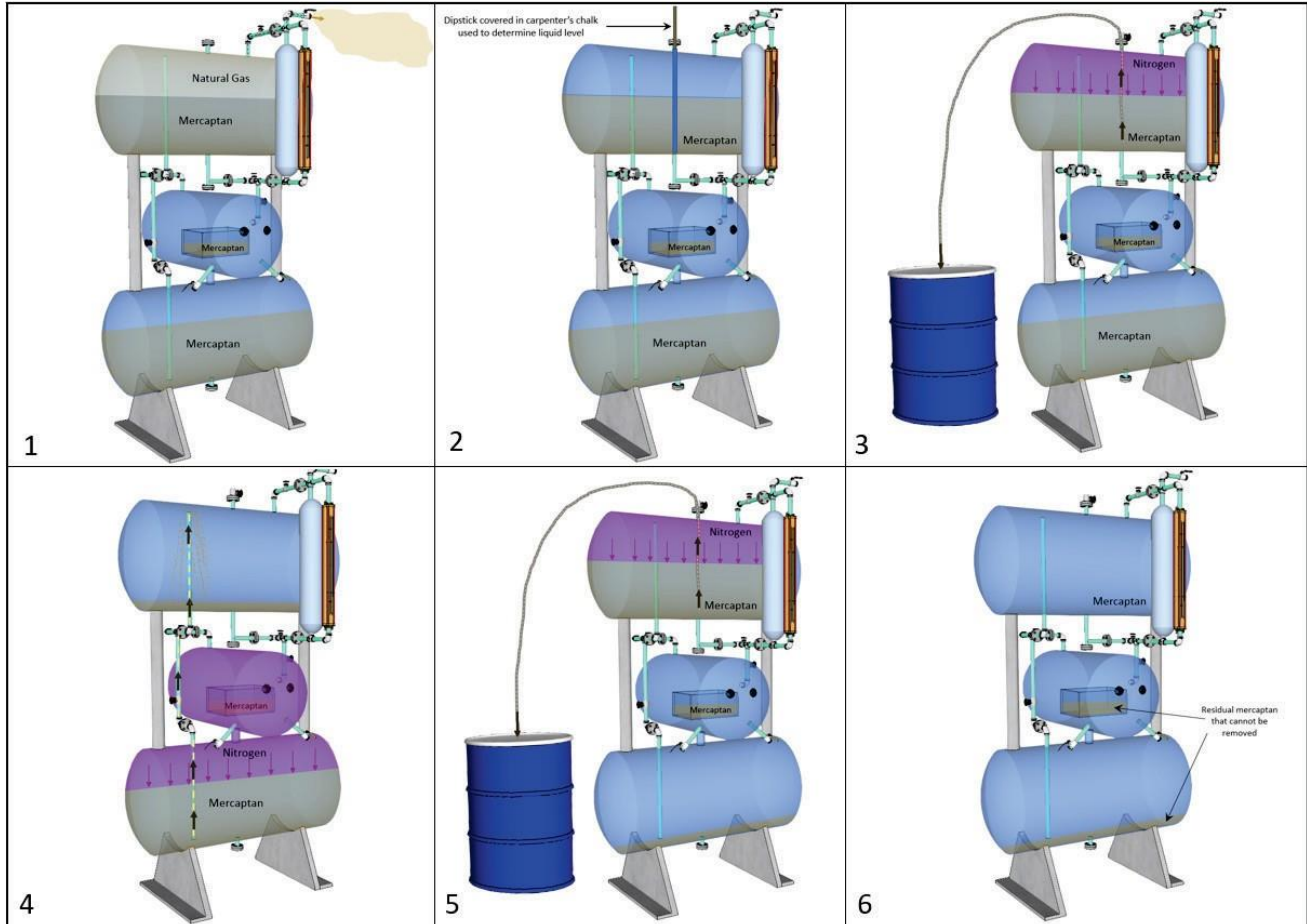 Natural Gas
Mercaptan
Mercaptan
Mercaptan
1
Dipstick covered in carpenter's chalk
used to determine liquid level
Mercaptan
Mercaptan
Mercaptan
2
Nitrogen
Mercaptan
Mercaptan
Mercaptan
3
Mercaptan
Nitrogen
Mercaptan
4
Nitrogen
Mercaptan
Mercaptan
5
Mercaptan
Mercaptan
Residual mercaptan
that cannot be
removed
6